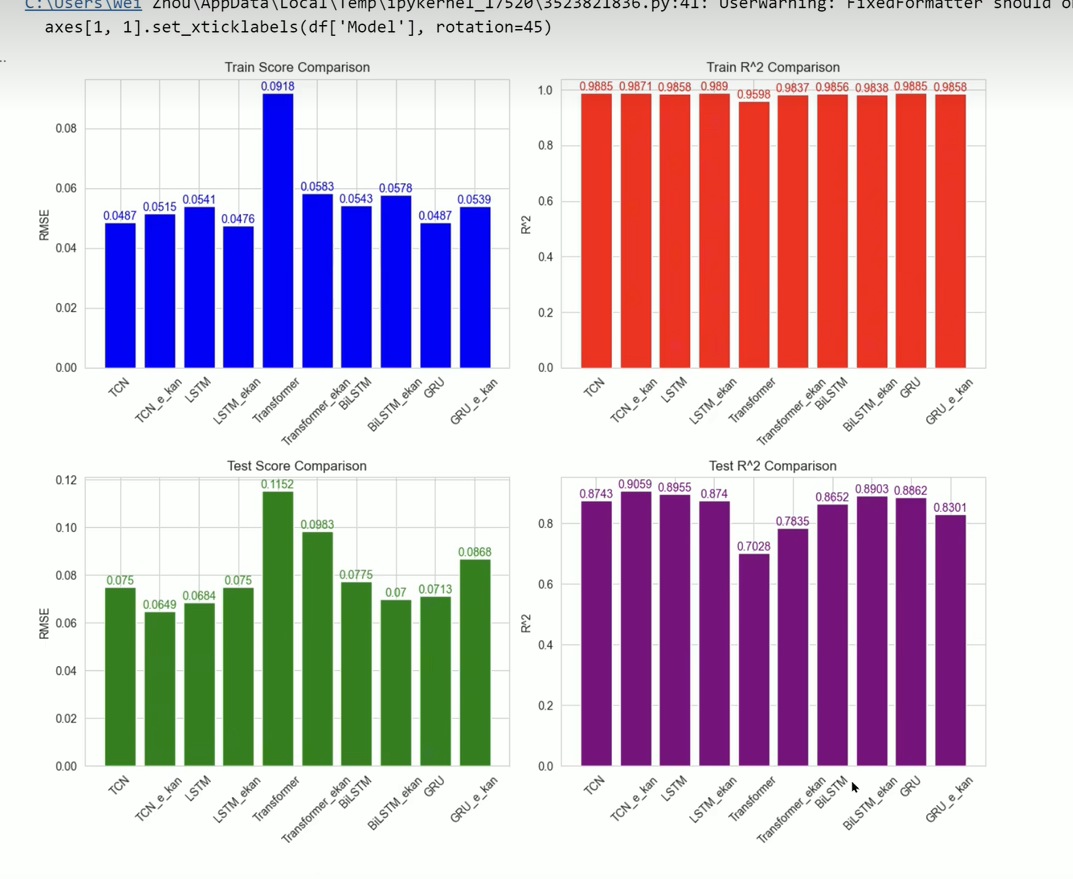 C:\Users\Wei Zhou\AppData\Local\Temp\ipykernel_17520\3523821836.py:41: UserWarning: FixedFormatter should
axes[1, 1].set_xticklabels(df['Model'], rotation=45)
Train Score Comparison
RMSE
0.08
0.06
0.04
0.02
0.00
0.0487
0.0515
0.0541
0.0476
0.0918
0.0583
0.0543
0.0578
0.0487
0.0539
TCN
TCN_e_kan
LSTM
LSTM_ekan
Transformer
Transformer_ekan
BiLSTM
BiLSTM_ekan
GRU
GRU_e_kan
Train R^2 Comparison
R^2
1.0
0.8
0.6
0.4
0.2
0.0
0.9885
0.9871
0.9858
0.989
0.9598
0.9837
0.9856
0.9838
0.9885
0.9858
TCN
TCN_e_kan
LSTM
LSTM_ekan
Transformer
Transformer_ekan
BiLSTM
BiLSTM_ekan
GRU
GRU_e_kan
Test Score Comparison
RMSE
0.12
0.10
0.08
0.06
0.04
0.02
0.00
0.075
0.0649
0.0684
0.075
0.1152
0.0983
0.0775
0.07
0.0713
0.0868
TCN
TCN_e_kan
LSTM
LSTM_ekan
Transformer
Transformer_ekan
BiLSTM
BiLSTM_ekan
GRU
GRU_e_kan
Test R^2 Comparison
R^2
0.8
0.6
0.4
0.2
0.0
0.8743
0.9059
0.8955
0.874
0.7028
0.7835
0.8652
0.8903
0.8862
0.8301
TCN
TCN_e_kan
LSTM
LSTM_ekan
Transformer
Transformer_ekan
BiLSTM
BiLSTM_ekan
GRU
GRU_e_kan